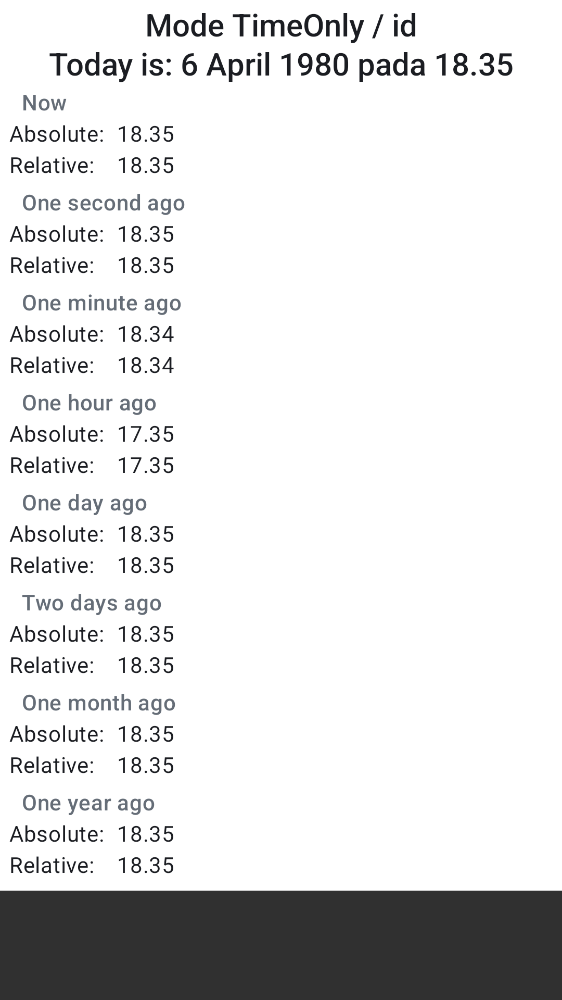 Mode TimeOnly / id
Today is: 6 April 1980 pada 18.35
Now
Absolute: 18.35
Relative: 18.35
One second ago
Absolute: 18.35
Relative: 18.35
One minute ago
Absolute: 18.34
Relative: 18.34
One hour ago
Absolute: 17.35
Relative: 17.35
One day ago
Absolute: 18.35
Relative: 18.35
Two days ago
Absolute: 18.35
Relative: 18.35
One month ago
Absolute: 18.35
Relative: 18.35
One year ago
Absolute: 18.35
Relative: 18.35